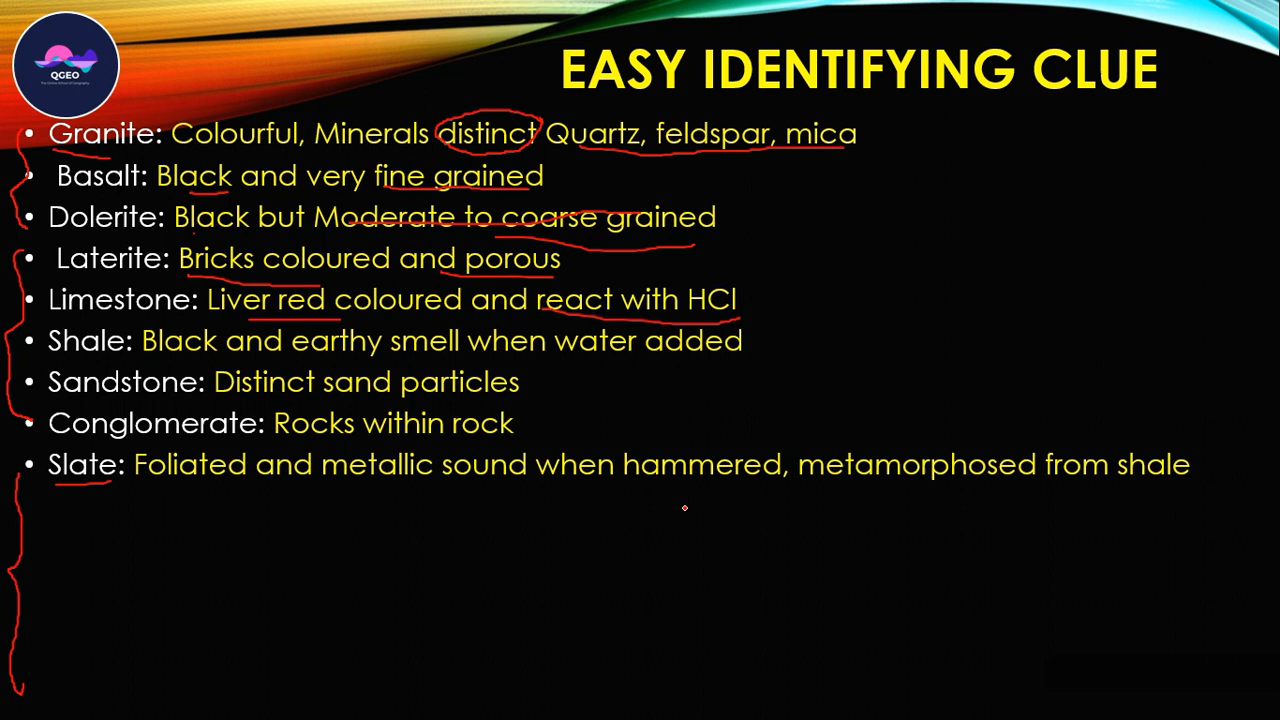 QGEO
EASY IDENTIFYING CLUE
• Granite: Colourful, Minerals distinct Quartz, feldspar, mica
• Basalt: Black and very fine grained
• Dolerite: Black but Moderate to coarse grained
• Laterite: Bricks coloured and porous
• Limestone: Liver red coloured and react with HCl
• Shale: Black and earthy smell when water added
• Sandstone: Distinct sand particles
• Conglomerate: Rocks within rock
• Slate: Foliated and metallic sound when hammered, metamorphosed from shale